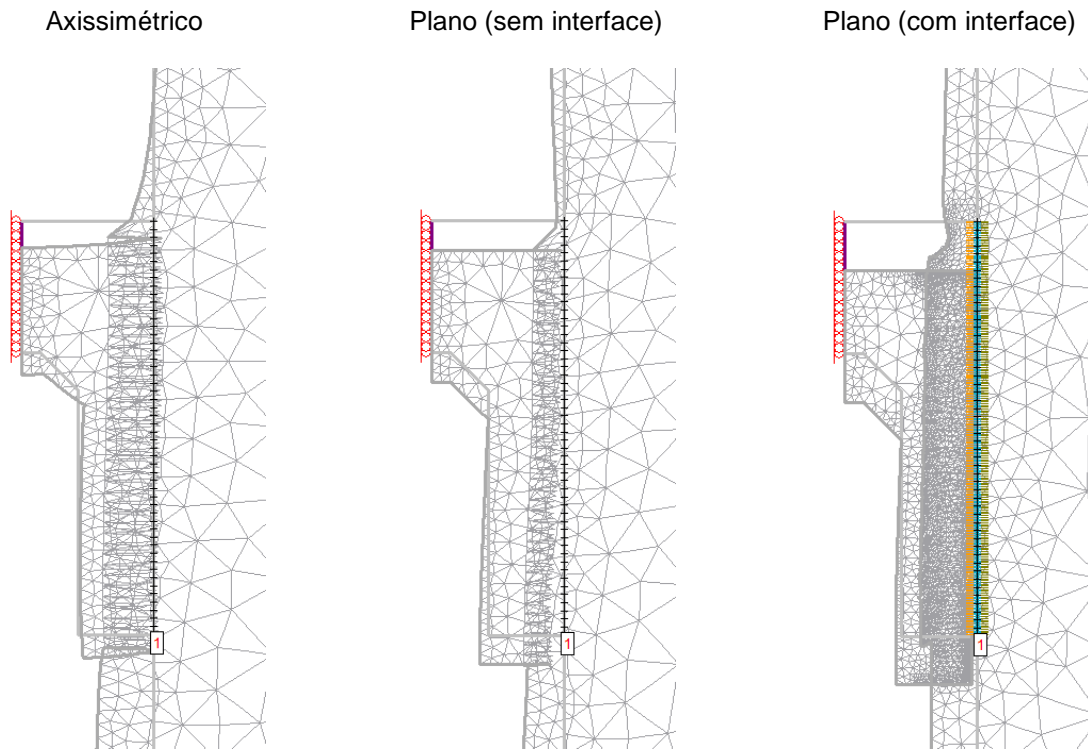 Axissimétrico
Plano (sem interface)
Plano (com interface)
1
1
1